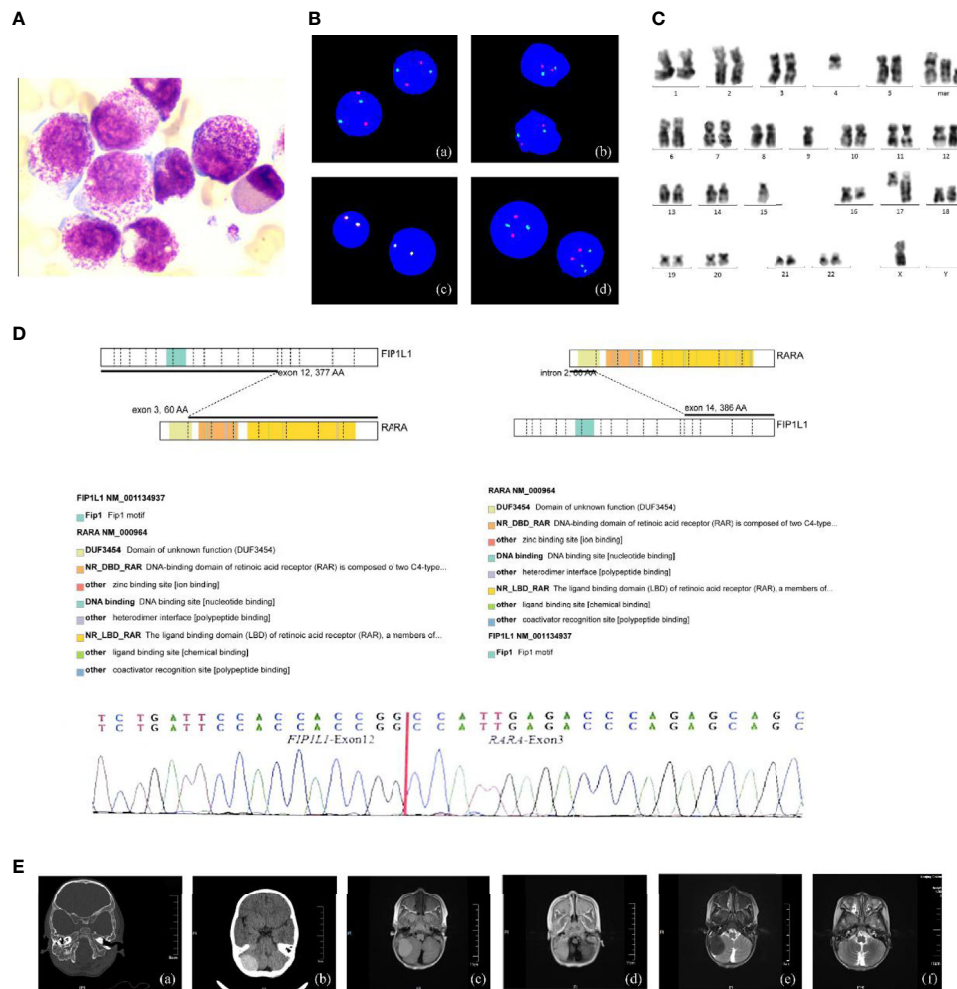 A
B
C
(a)
(b)
(c)
(d)
1
2
3
4
5
mar
6
7
8
9
10
11
12
13
14
15
16
17
18
19
20
21
22
X
Y
D
FIP1L1
exon 12, 377 AA
exon 3, 60 AA
RARA
RARA
intron 2, 60 AA
exon 14, 386 AA
FIP1L1
FIP1L1 NM_001134937
Fip1 Fip1 motif
RARA NM_000964
DUF3454 Domain of unknown function (DUF3454)
NR_DBD_RAR DNA-binding domain of retinoic acid receptor (RAR) is composed o two C4-type...
other zinc binding site [ion binding]
DNA binding DNA binding site [nucleotide binding]
other heterodimer interface [polypeptide binding]
NR_LBD_RAR The ligand binding domain (LBD) of retinoic acid receptor (RAR), a members of...
other ligand binding site [chemical binding]
other coactivator recognition site [polypeptide binding]
RARA NM_000964
DUF3454 Domain of unknown function (DUF3454)
NR_DBD_RAR DNA-binding domain of retinoic acid receptor (RAR) is composed of two C4-type...
other zinc binding site [ion binding]
DNA binding DNA binding site [nucleotide binding]
other heterodimer interface [polypeptide binding]
NR_LBD_RAR The ligand binding domain (LBD) of retinoic acid receptor (RAR), a members of...
other ligand binding site [chemical binding]
other coactivator recognition site [polypeptide binding]
FIP1L1 NM_001134937
Fip1 Fip1 motif
T C T G A T T C C A C C A C C G G C C A T T G A G A C C C A G A G C A G C
T C T G A T T C C A C C A C C G G C C A T T G A G A C C C A G A G C A G C
FIP1L1-Exon12 RARA-Exon3
E
(a)
(b)
(c)
(d)
(e)
(f)